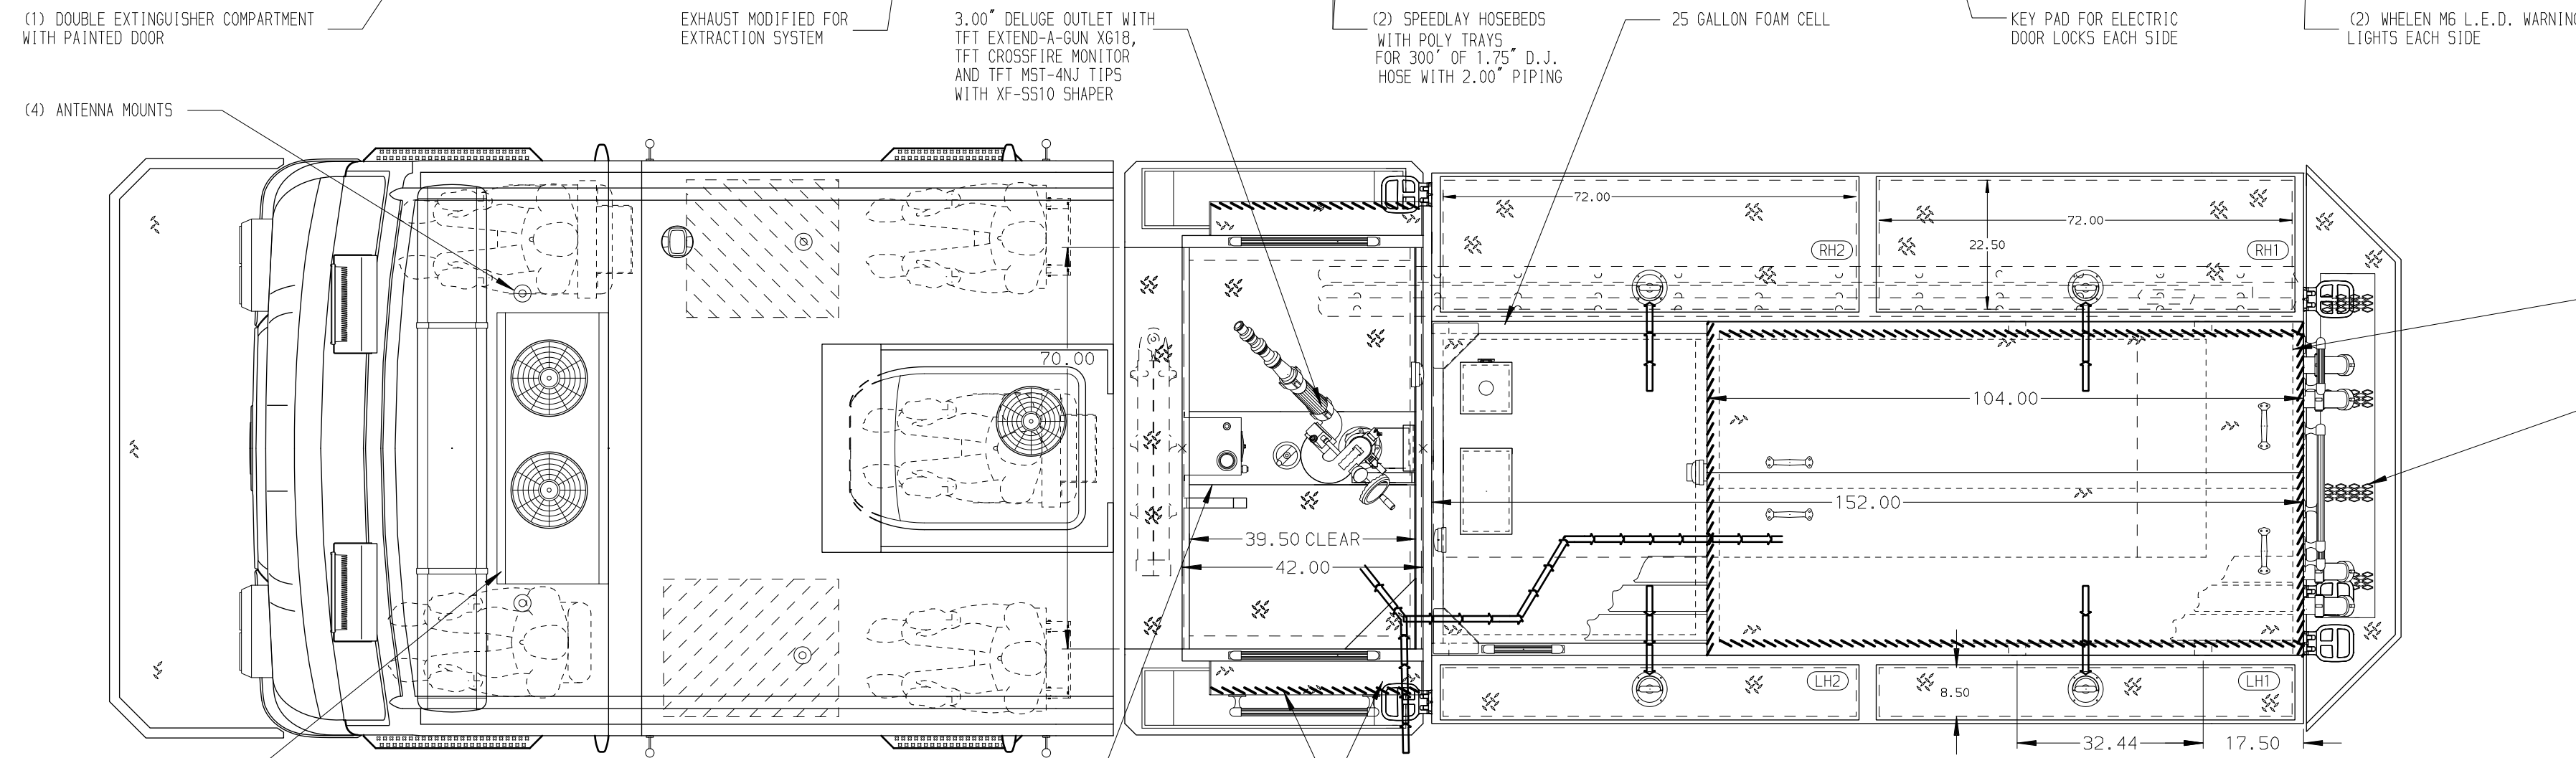 (1) DOUBLE EXTINGUISHER COMPARTMENT
WITH PAINTED DOOR
EXHAUST MODIFIED FOR
EXTRACTION SYSTEM
3.00" DELUGE OUTLET WITH
TFT EXTEND-A-GUN XG18,
TFT CROSSFIRE MONITOR
AND TFT MST-4NJ TIPS
WITH XF-SS10 SHAPER
(2) SPEEDLAY HOSEBEDS
WITH POLY TRAYS
FOR 300' OF 1.75" D.J.
HOSE WITH 2.00" PIPING
25 GALLON FOAM CELL
KEY PAD FOR ELECTRIC
DOOR LOCKS EACH SIDE
(2) WHELEN M6 L.E.D. WARNING
LIGHTS EACH SIDE
(4) ANTENNA MOUNTS
72.00
72.00
22.50
RH2
RH1
70.00
104.00
152.00
39.50 CLEAR
42.00
LH2
8.50
LH1
32.44
17.50